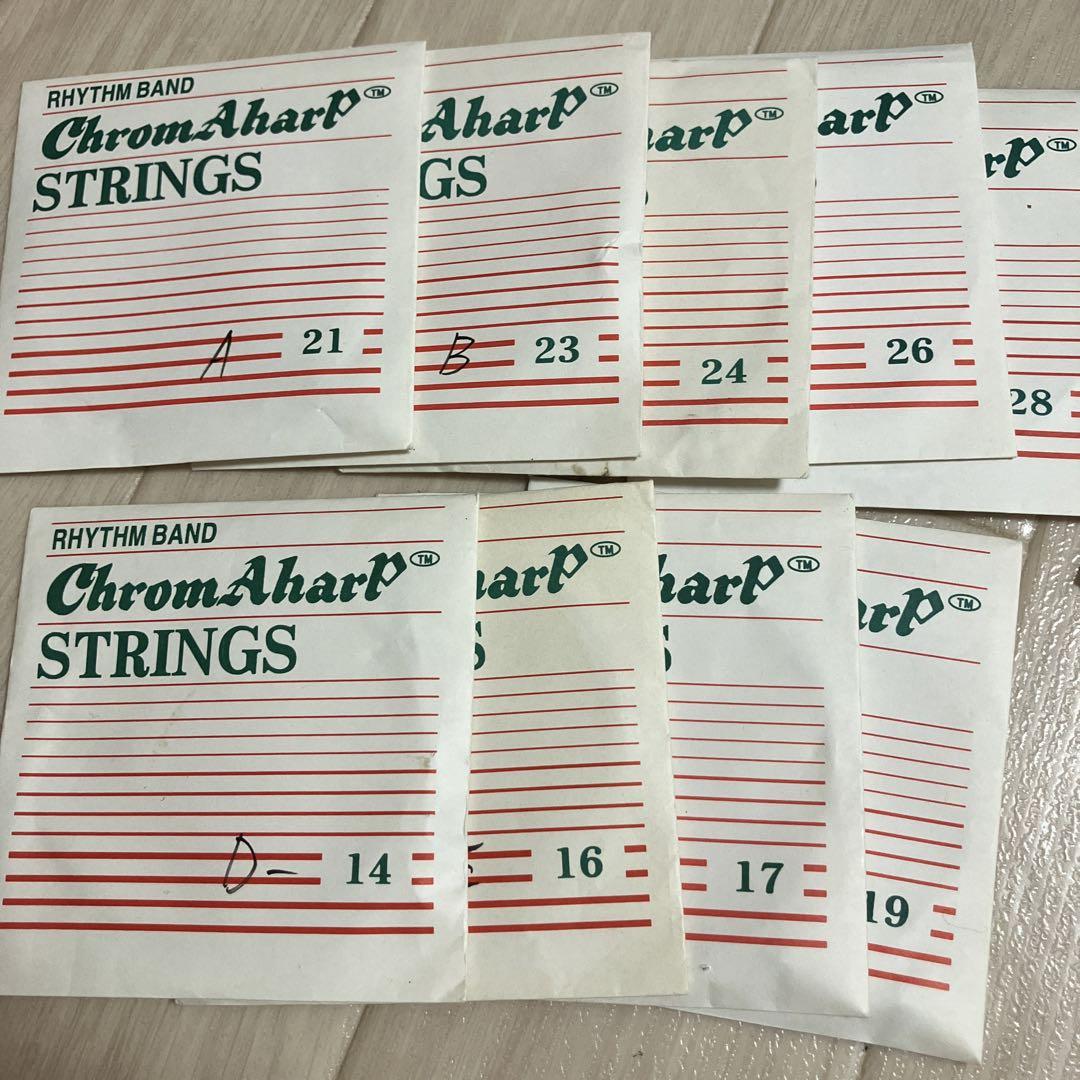 RHYTHM BAND
ChromAharP™
STRINGS
A 21
AharP™
GS
B 23
arP™
24
arP™
26
rP™
28
RHYTHM BAND
ChromAharP™
STRINGS
D- 14
harP™
S
16
harP™
S
17
rP™
19